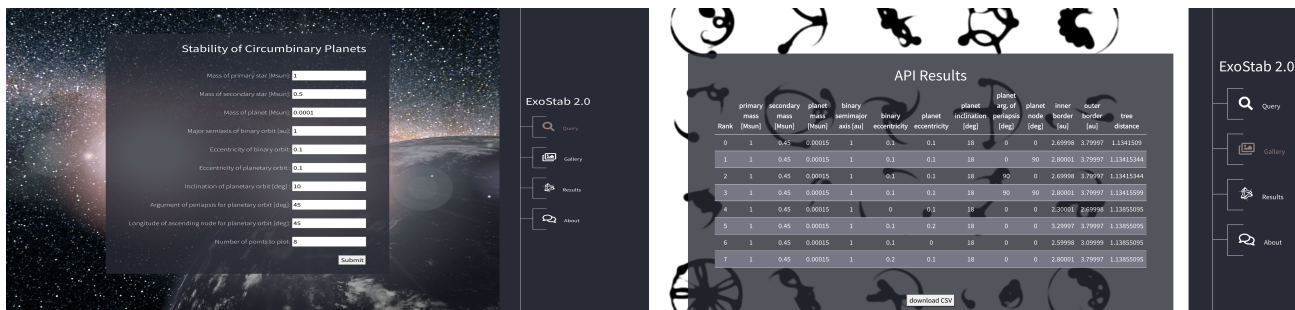 Stability of Circumbinary Planets
Mass of primary star [Msun]: 1
Mass of secondary star [Msun]: 0.5
Mass of planet [Msun]: 0.0001
Major semiaxis of binary orbit [au]: 1
Eccentricity of binary orbit: 0.1
Eccentricity of planetary orbit: 0.1
Inclination of planetary orbit [deg]: 10
Argument of periapsis for planetary orbit [deg]: 45
Longitude of ascending node for planetary orbit [deg]: 45
Number of points to plot: 8
Submit
ExoStab 2.0
Query
Gallery
Results
About
API Results
Rank primary mass [Msun] secondary mass [Msun] planet mass [Msun] binary semimajor axis [au] binary eccentricity planet eccentricity planet inclination [deg] planet arg. of periapsis [deg] planet node [deg] inner border [au] outer border [au] tree distance
0 1 0.45 0.00015 1 0.1 0.1 18 0 0 2.69998 3.79997 1.1341509
1 1 0.45 0.00015 1 0.1 0.1 18 0 90 2.80001 3.79997 1.13415344
2 1 0.45 0.00015 1 0.1 0.1 18 90 0 2.69998 3.79997 1.13415344
3 1 0.45 0.00015 1 0.1 0.1 18 90 90 2.80001 3.79997 1.13415599
4 1 0.45 0.00015 1 0 0.1 18 0 0 2.30001 2.69998 1.13855095
5 1 0.45 0.00015 1 0.1 0.2 18 0 0 3.29997 3.79997 1.13855095
6 1 0.45 0.00015 1 0.1 0 18 0 0 2.59998 3.09999 1.13855095
7 1 0.45 0.00015 1 0.2 0.1 18 0 0 2.80001 3.79997 1.13855095
download CSV
ExoStab 2.0
Query
Gallery
Results
About